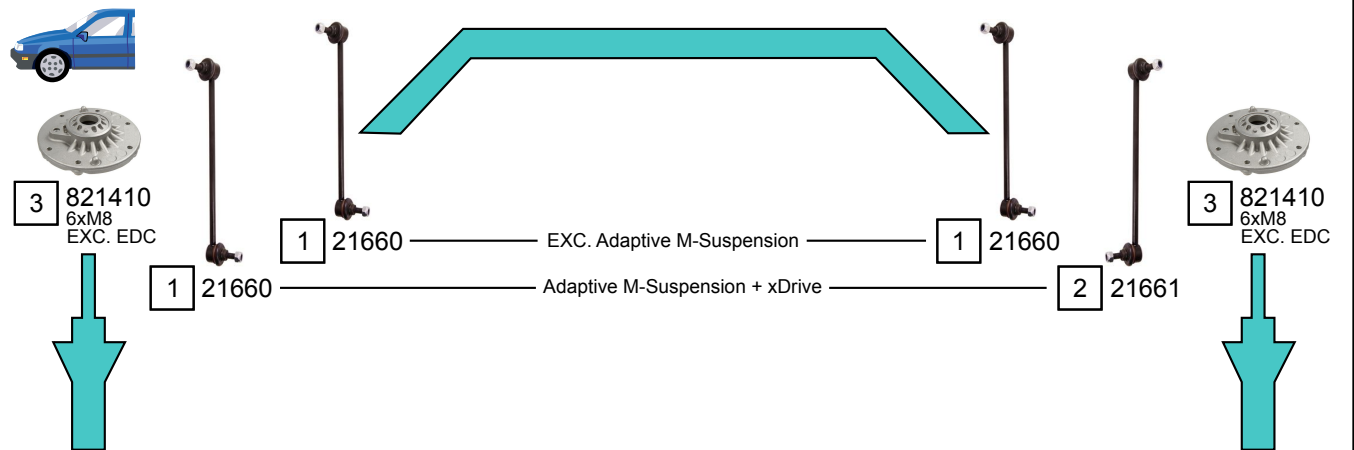 3 821410
6xM8
EXC. EDC
1 21660 EXC. Adaptive M-Suspension 1 21660
3 821410
6xM8
EXC. EDC
1 21660 Adaptive M-Suspension + xDrive 2 21661